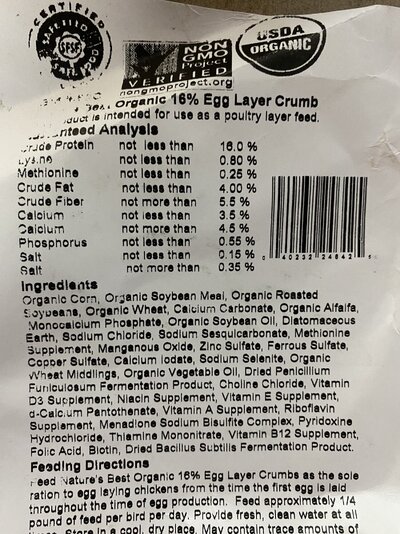 CERTIFIED
SAFE FEED
SFSF
SAFE FOOD
NON
GMO
Project
VERIFIED
nongmoproject.org
USDA
ORGANIC
Best Organic 16% Egg Layer Crumb
is intended for use as a poultry layer feed.
Analysis
Crude Protein not less than 16.0 %
Lysine not less than 0.80 %
Methionine not less than 0.25 %
Crude Fat not less than 4.00 %
Crude Fiber not more than 5.5 %
Calcium not less than 3.5 %
Calcium not more than 4.5 %
Phosphorus not less than 0.55 %
Salt not less than 0.15 %
Salt not more than 0.35 %
0 40232 24642
Ingredients
Organic Corn, Organic Soybean Meal, Organic Roasted
Soybeans, Organic Wheat, Calcium Carbonate, Organic Alfalfa,
Monocalcium Phosphate, Organic Soybean Oil, Diatomaceous
Earth, Sodium Chloride, Sodium Sesquicarbonate, Methionine
Supplement, Manganous Oxide, Zinc Sulfate, Ferrous Sulfate,
Copper Sulfate, Calcium Iodate, Sodium Selenite, Organic
Wheat Middlings, Organic Vegetable Oil, Dried Penicillium
Funiculosum Fermentation Product, Choline Chloride, Vitamin
D3 Supplement, Niacin Supplement, Vitamin E Supplement,
d-Calcium Pantothenate, Vitamin A Supplement, Riboflavin
Supplement, Menadione Sodium Bisulfite Complex, Pyridoxine
Hydrochloride, Thiamine Mononitrate, Vitamin B12 Supplement,
Folic Acid, Biotin, Dried Bacillus Subtilis Fermentation Product.
Feeding Directions
Feed Nature's Best Organic 16% Egg Layer Crumbs as the sole
ration to egg laying chickens from the time the first egg is laid
throughout the time of egg production. Feed approximately 1/4
pound of feed per bird per day. Provide fresh, clean water at all
Store in a cool, dry place. May contain trace amounts of